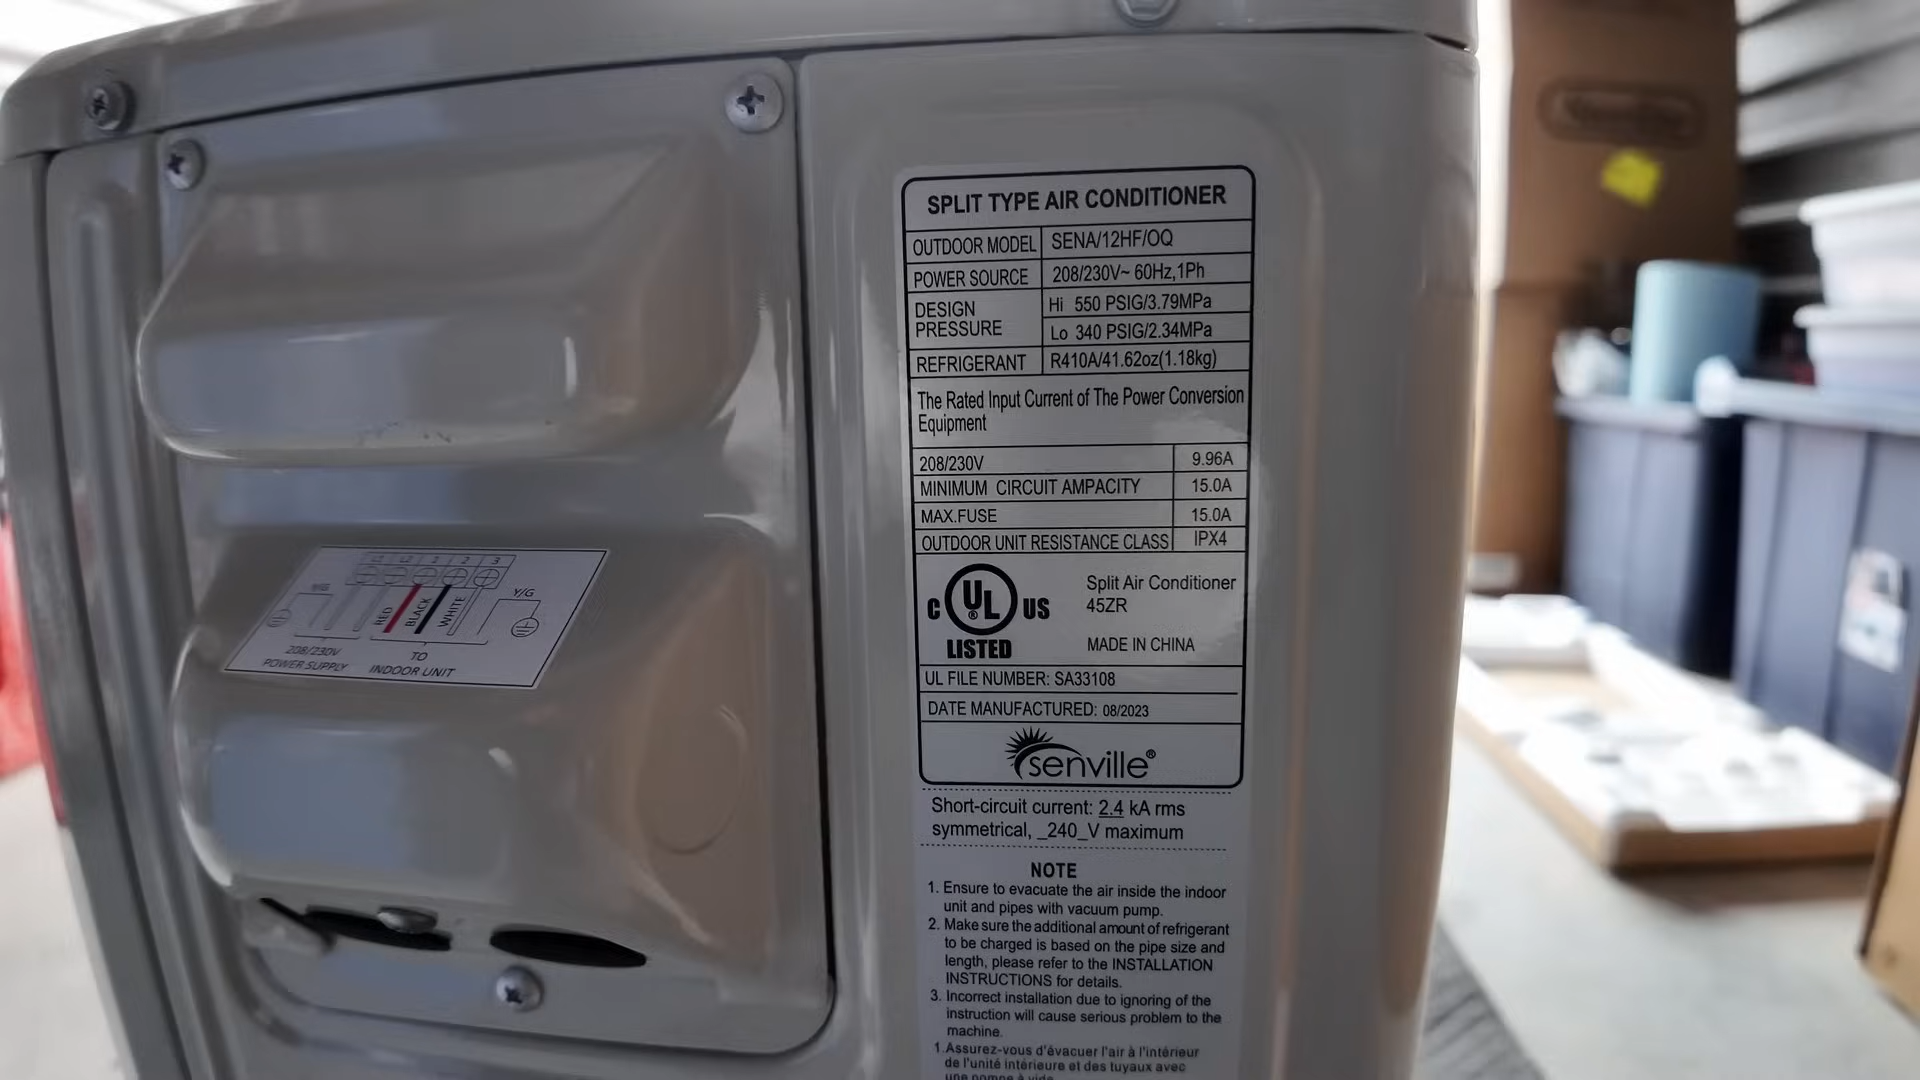 SPLIT TYPE AIR CONDITIONER
OUTDOOR MODEL SENA/12HF/OQ
POWER SOURCE 208/230V~ 60Hz,1Ph
DESIGN PRESSURE Hi 550 PSIG/3.79MPa
Lo 340 PSIG/2.34MPa
REFRIGERANT R410A/41.62oz(1.18kg)
The Rated Input Current of The Power Conversion
Equipment
208/230V 9.96A
MINIMUM CIRCUIT AMPACITY 15.0A
MAX.FUSE 15.0A
OUTDOOR UNIT RESISTANCE CLASS IPX4
C UL® US
LISTED
Split Air Conditioner
45ZR
MADE IN CHINA
UL FILE NUMBER: SA33108
DATE MANUFACTURED: 08/2023
senville®
Short-circuit current: 2.4 kA rms
symmetrical, _240_V maximum
NOTE
1. Ensure to evacuate the air inside the indoor
unit and pipes with vacuum pump.
2. Make sure the additional amount of refrigerant
to be charged is based on the pipe size and
length, please refer to the INSTALLATION
INSTRUCTIONS for details.
3. Incorrect installation due to ignoring of the
instruction will cause serious problem to the
machine.
1.Assurez-vous d'évacuer l'air à l'intérieur
de l'unité intérieure et des tuyaux avec
une pompe à vide.
L1 L2 1 2 3
Y/G RED BLACK WHITE Y/G
208/230V
POWER SUPPLY
TO
INDOOR UNIT